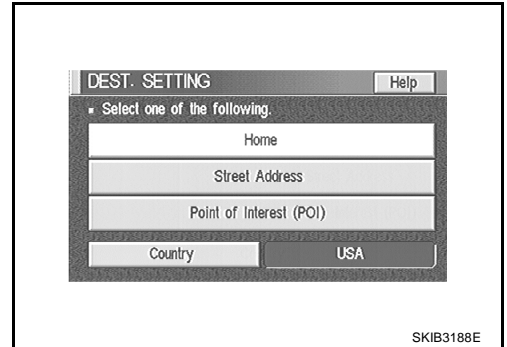 DEST. SETTING Help
▪ Select one of the following.
Home
Street Address
Point of Interest (POI)
Country USA
SKIB3188E